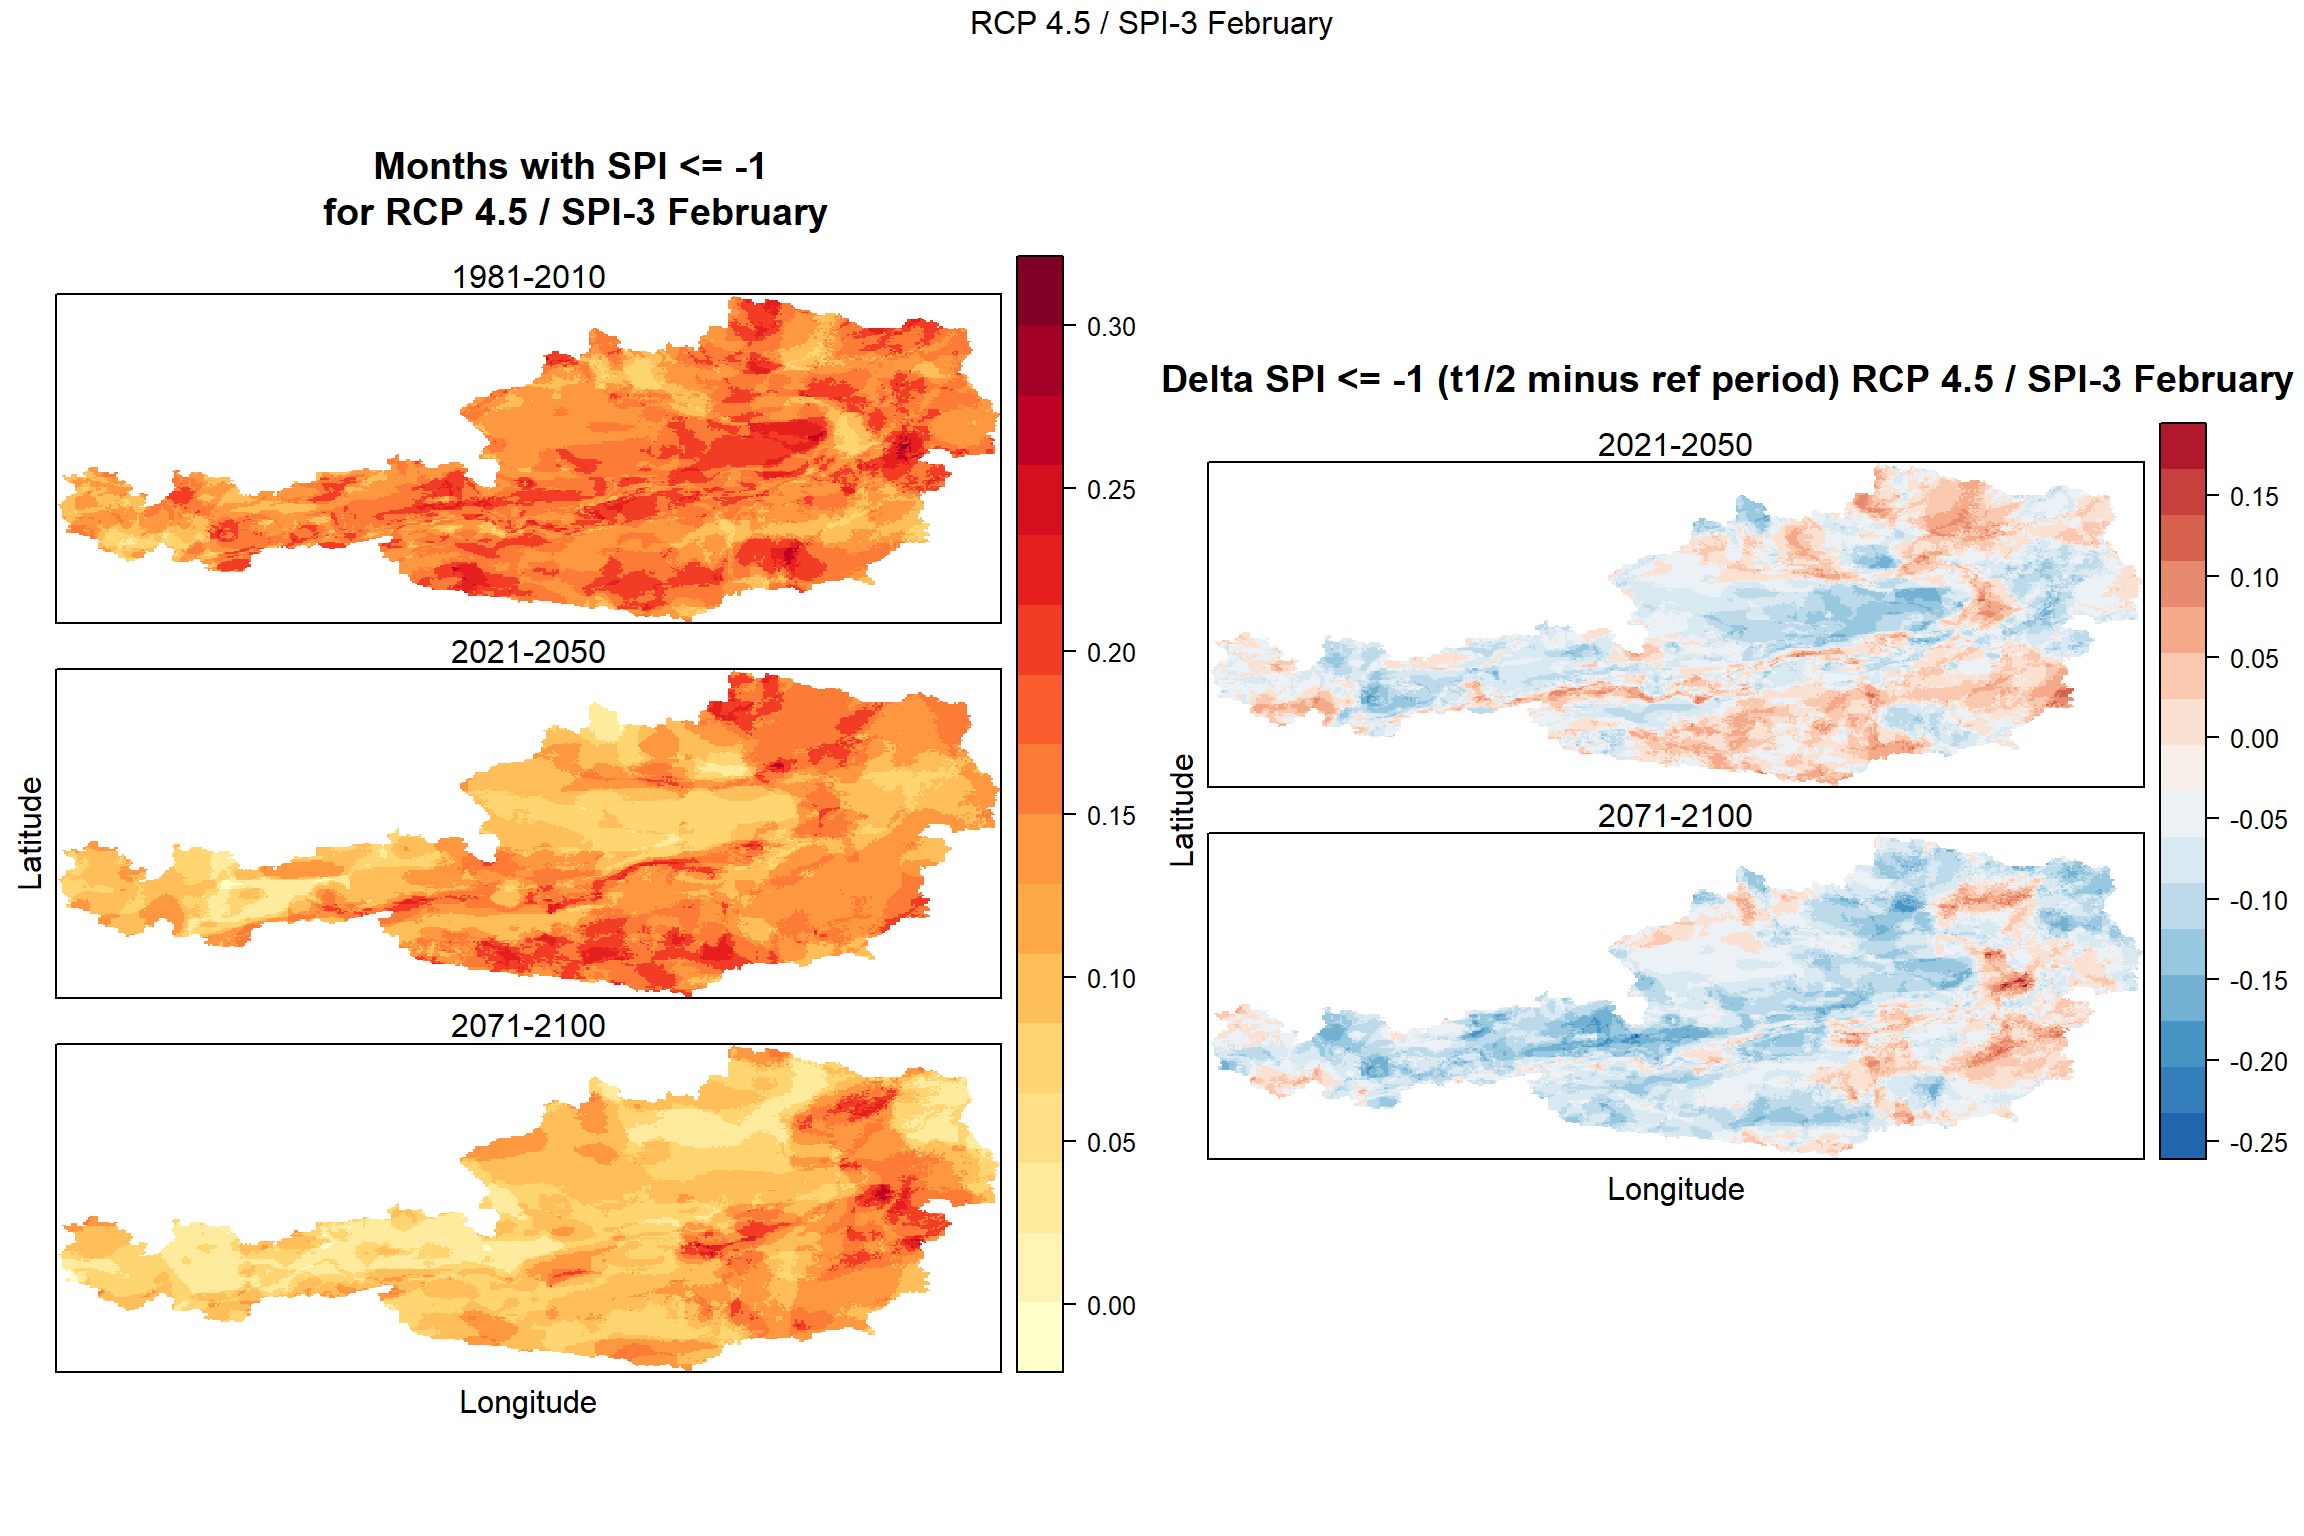 RCP 4.5 / SPI-3 February
Months with SPI <= -1
for RCP 4.5 / SPI-3 February
1981-2010
2021-2050
2071-2100
Latitude
Longitude
0.30
0.25
0.20
0.15
0.10
0.05
0.00
Delta SPI <= -1 (t1/2 minus ref period) RCP 4.5 / SPI-3 February
2021-2050
2071-2100
Latitude
Longitude
0.15
0.10
0.05
0.00
-0.05
-0.10
-0.15
-0.20
-0.25